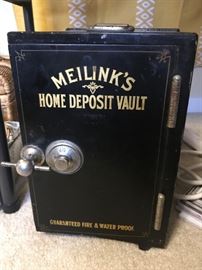 MEILINK'S
HOME DEPOSIT VAULT
GUARANTEED FIRE & WATER PROOF